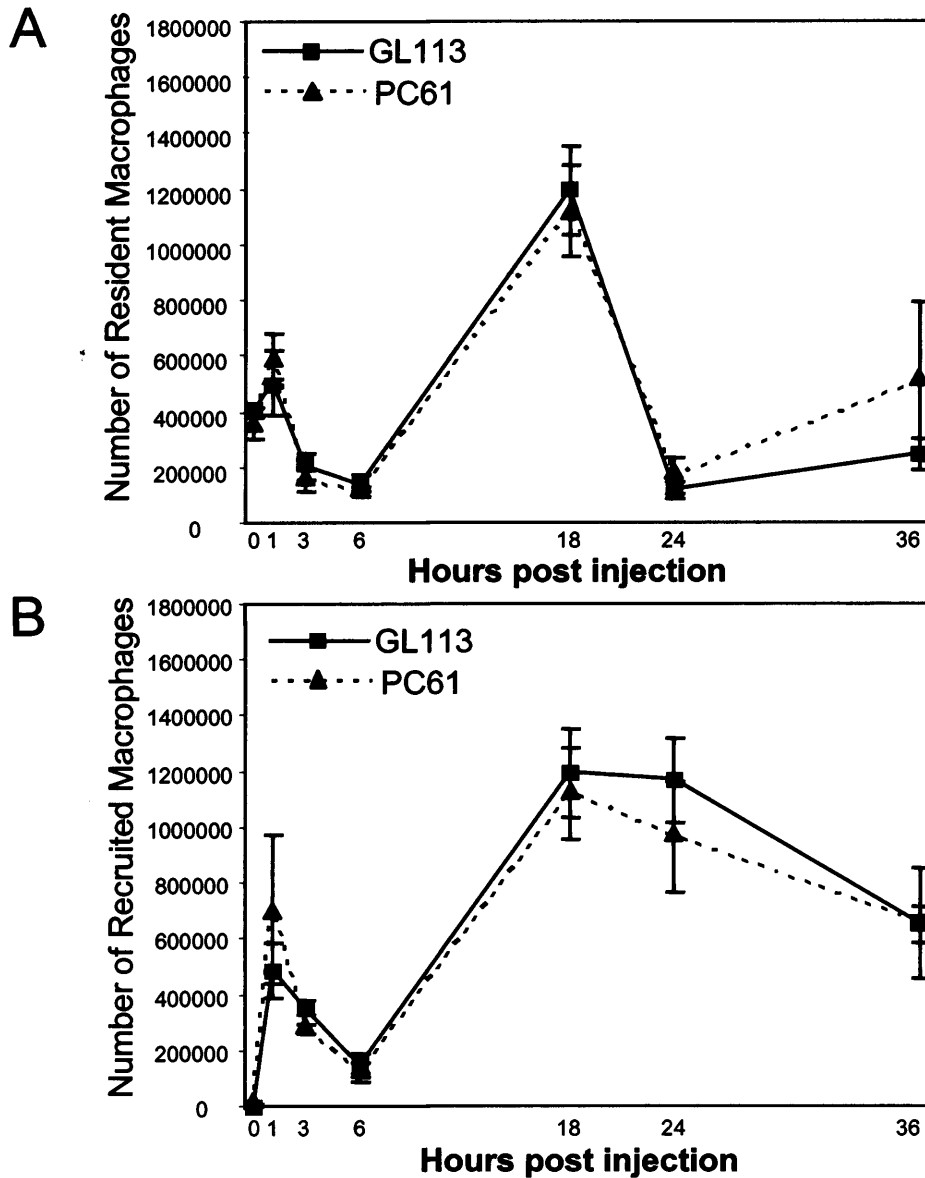 A
Number of Resident Macrophages
1800000
1600000
1400000
1200000
1000000
800000
600000
400000
200000
0
GL113
PC61
0 1 3 6 18 24 36
Hours post injection
B
Number of Recruited Macrophages
1800000
1600000
1400000
1200000
1000000
800000
600000
400000
200000
0
GL113
PC61
0 1 3 6 18 24 36
Hours post injection